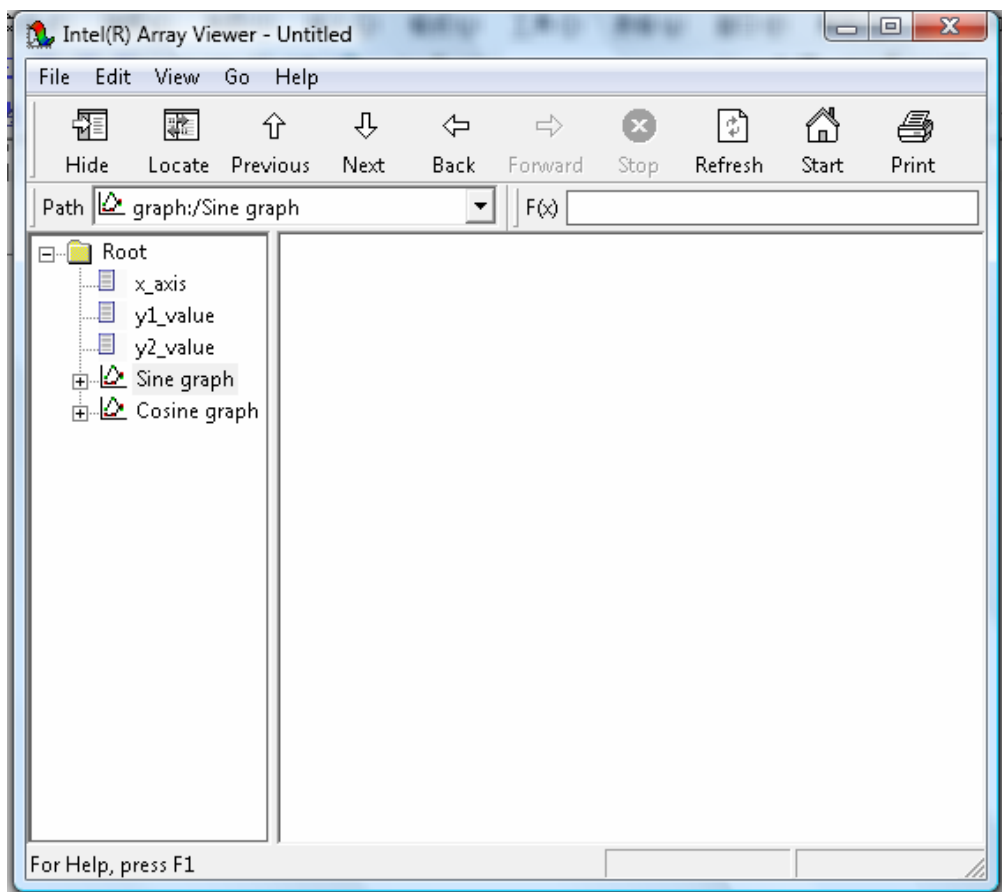 Intel(R) Array Viewer - Untitled
File Edit View Go Help
Hide Locate Previous Next Back Forward Stop Refresh Start Print
Path graph:/Sine graph F(x)
Root
x_axis
y1_value
y2_value
Sine graph
Cosine graph
For Help, press F1